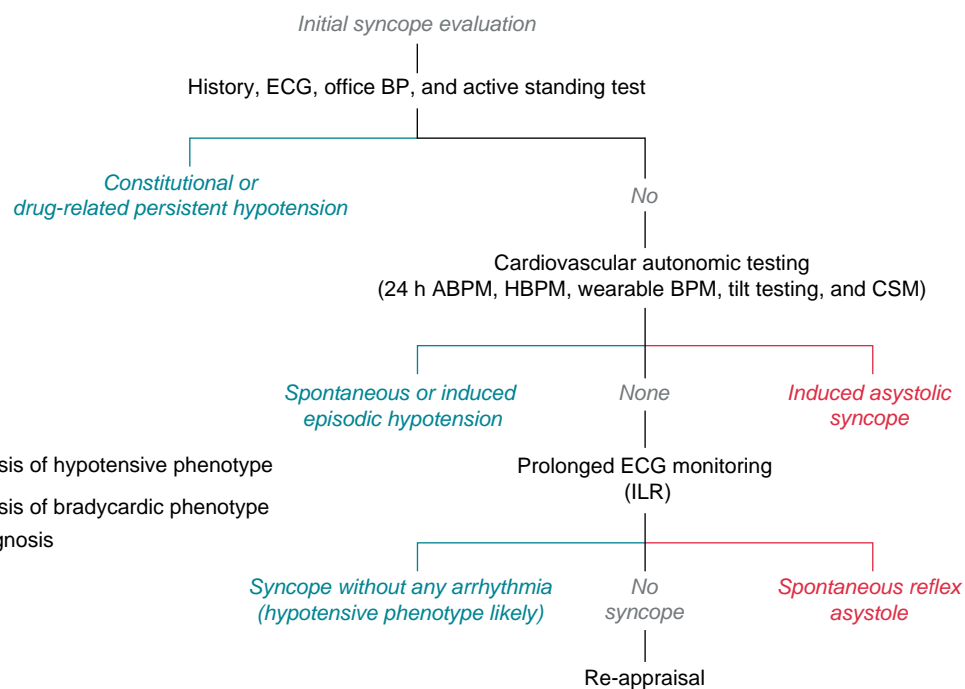 Initial syncope evaluation
History, ECG, office BP, and active standing test
Constitutional or
drug-related persistent hypotension
No
Cardiovascular autonomic testing
(24 h ABPM, HBPM, wearable BPM, tilt testing, and CSM)
Spontaneous or induced
episodic hypotension
None
Induced asystolic
syncope
of hypotensive phenotype
Prolonged ECG monitoring
(ILR)
of bradycardic phenotype
Syncope without any arrhythmia
(hypotensive phenotype likely)
No
syncope
Spontaneous reflex
asystole
Re-appraisal